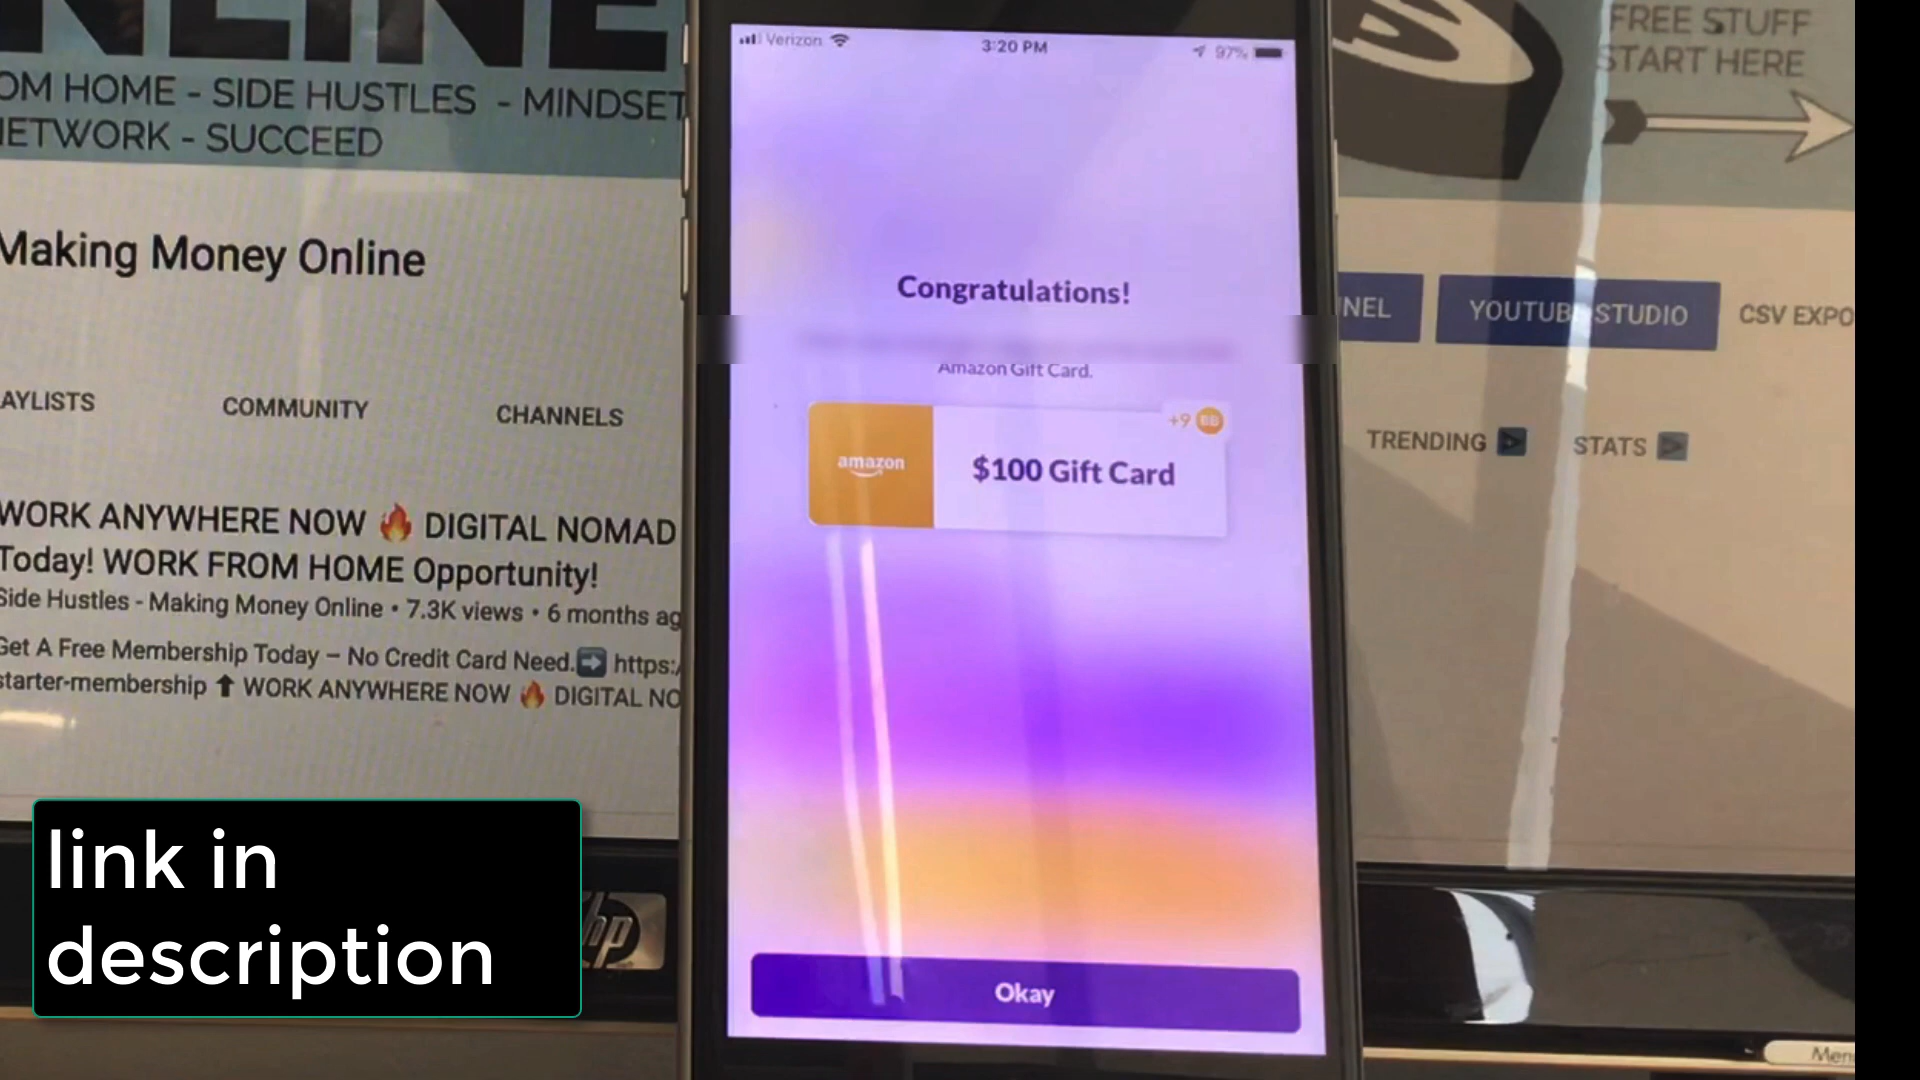 NLINE
OM HOME - SIDE HUSTLES - MINDSET
NETWORK - SUCCEED
Making Money Online
AYLISTS COMMUNITY CHANNELS
WORK ANYWHERE NOW 🔥 DIGITAL NOMAD
Today! WORK FROM HOME Opportunity!
Side Hustles - Making Money Online • 7.3K views • 6 months ag
Get A Free Membership Today – No Credit Card Need.➡ https:/
starter-membership ⬆ WORK ANYWHERE NOW 🔥 DIGITAL NO
hp
Verizon 3:20 PM 97%
Congratulations!
Amazon Gift Card.
+9 BB
amazon
$100 Gift Card
Okay
FREE STUFF
START HERE
NEL YOUTUBE STUDIO CSV EXPO
TRENDING STATS
Men
link in
description